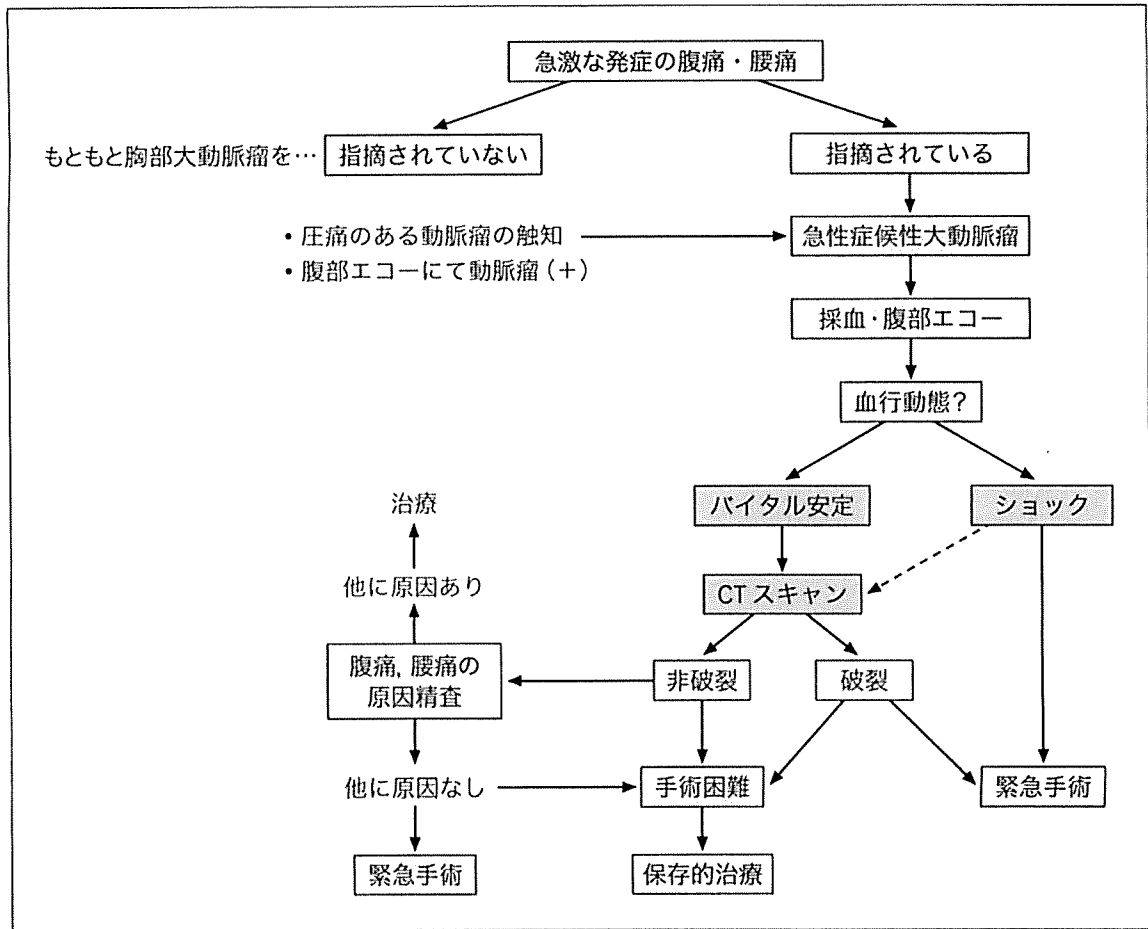 急激な発症の腹痛・腰痛
もともと胸部大動脈瘤を… 指摘されていない
指摘されている
・圧痛のある動脈瘤の触知
・腹部エコーにて動脈瘤(+)
急性症候性大動脈瘤
採血・腹部エコー
血行動態?
バイタル安定
ショック
治療
他に原因あり
CTスキャン
腹痛,腰痛の
原因精査
非破裂
破裂
他に原因なし
手術困難
緊急手術
緊急手術
保存的治療